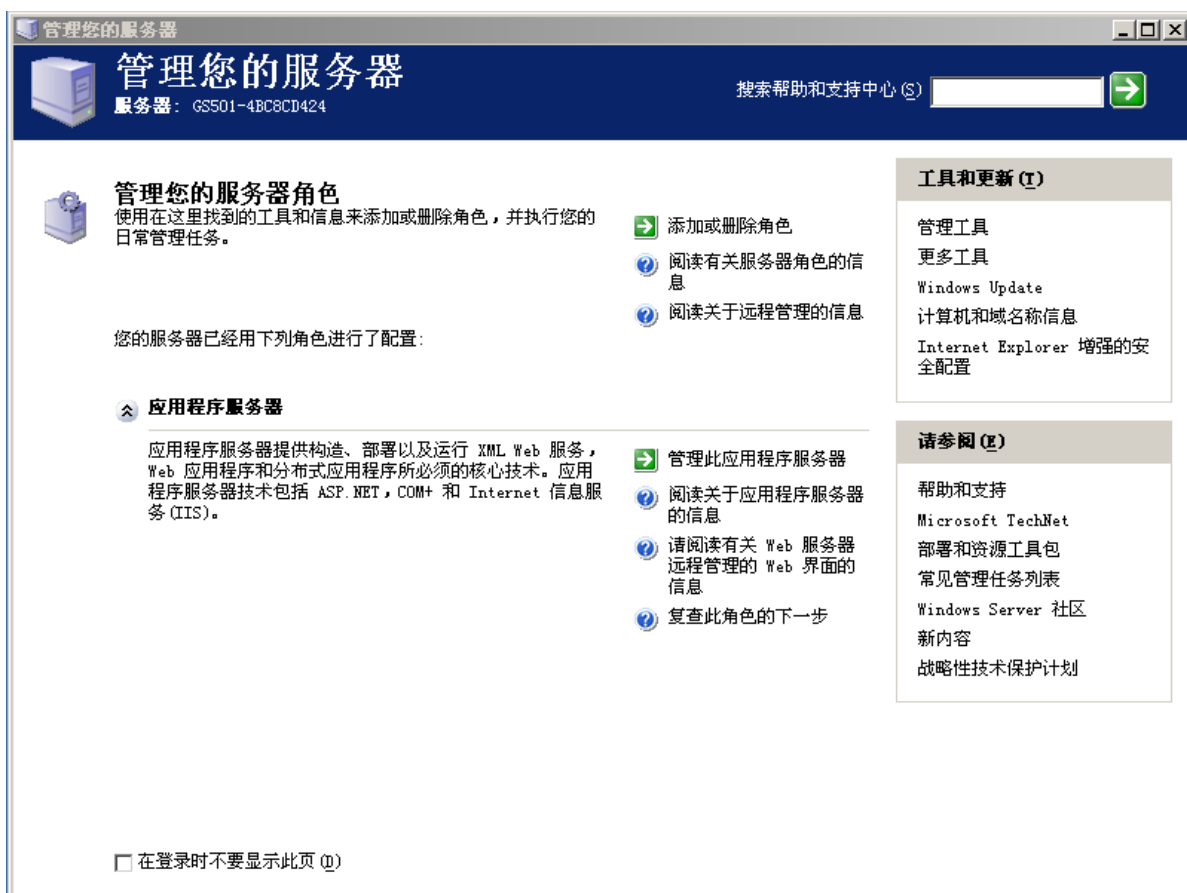 管理您的服务器
管理您的服务器
服务器: GS501-4BC8CD424
搜索帮助和支持中心(S)
管理您的服务器角色
使用在这里找到的工具和信息来添加或删除角色，并执行您的
日常管理任务。
添加或删除角色
阅读有关服务器角色的信
息
阅读关于远程管理的信息
您的服务器已经用下列角色进行了配置:
应用程序服务器
应用程序服务器提供构造、部署以及运行 XML Web 服务，
Web 应用程序和分布式应用程序所必须的核心技术。应用
程序服务器技术包括 ASP.NET，COM+ 和 Internet 信息服
务(IIS)。
管理此应用程序服务器
阅读关于应用程序服务器
的信息
请阅读有关 Web 服务器
远程管理的 Web 界面的
信息
复查此角色的下一步
工具和更新(T)
管理工具
更多工具
Windows Update
计算机和域名称信息
Internet Explorer 增强的安
全配置
请参阅(E)
帮助和支持
Microsoft TechNet
部署和资源工具包
常见管理任务列表
Windows Server 社区
新内容
战略性技术保护计划
在登录时不要显示此页(D)